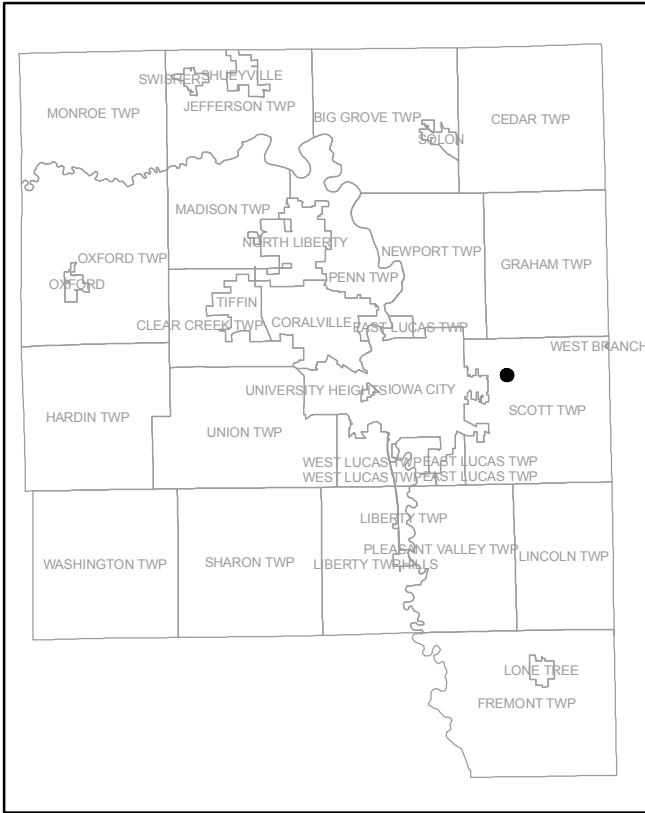 SHUEYVILLE
SWISHER
MONROE TWP
JEFFERSON TWP
BIG GROVE TWP
CEDAR TWP
SOLON
MADISON TWP
NORTH LIBERTY
NEWPORT TWP
OXFORD TWP
GRAHAM TWP
PENN TWP
OXFORD
TIFFIN
CLEAR CREEK TWP
CORALVILLE
EAST LUCAS TWP
WEST BRANCH
UNIVERSITY HEIGHTS
IOWA CITY
HARDIN TWP
SCOTT TWP
UNION TWP
WEST LUCAS TWP
EAST LUCAS TWP
WEST LUCAS TWP
EAST LUCAS TWP
LIBERTY TWP
PLEASANT VALLEY TWP
WASHINGTON TWP
SHARON TWP
LIBERTY TWP
HILLS
LINCOLN TWP
LONE TREE
FREMONT TWP